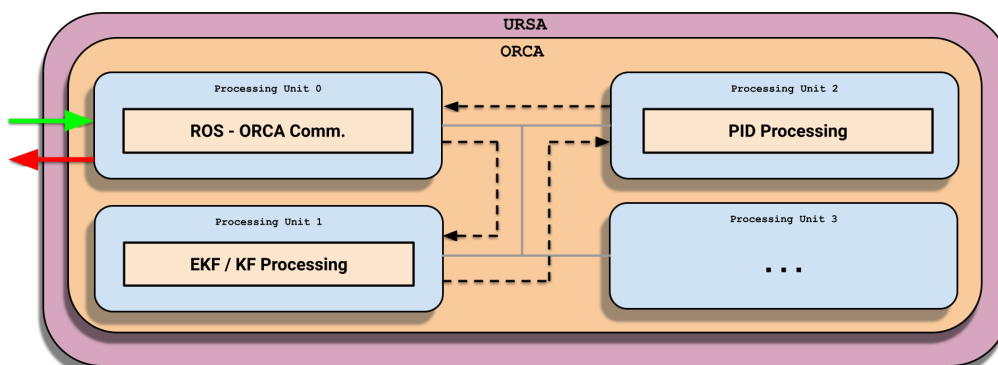 URSA
ORCA
Processing Unit 0
ROS - ORCA Comm.
Processing Unit 2
PID Processing
Processing Unit 1
EKF / KF Processing
Processing Unit 3
...